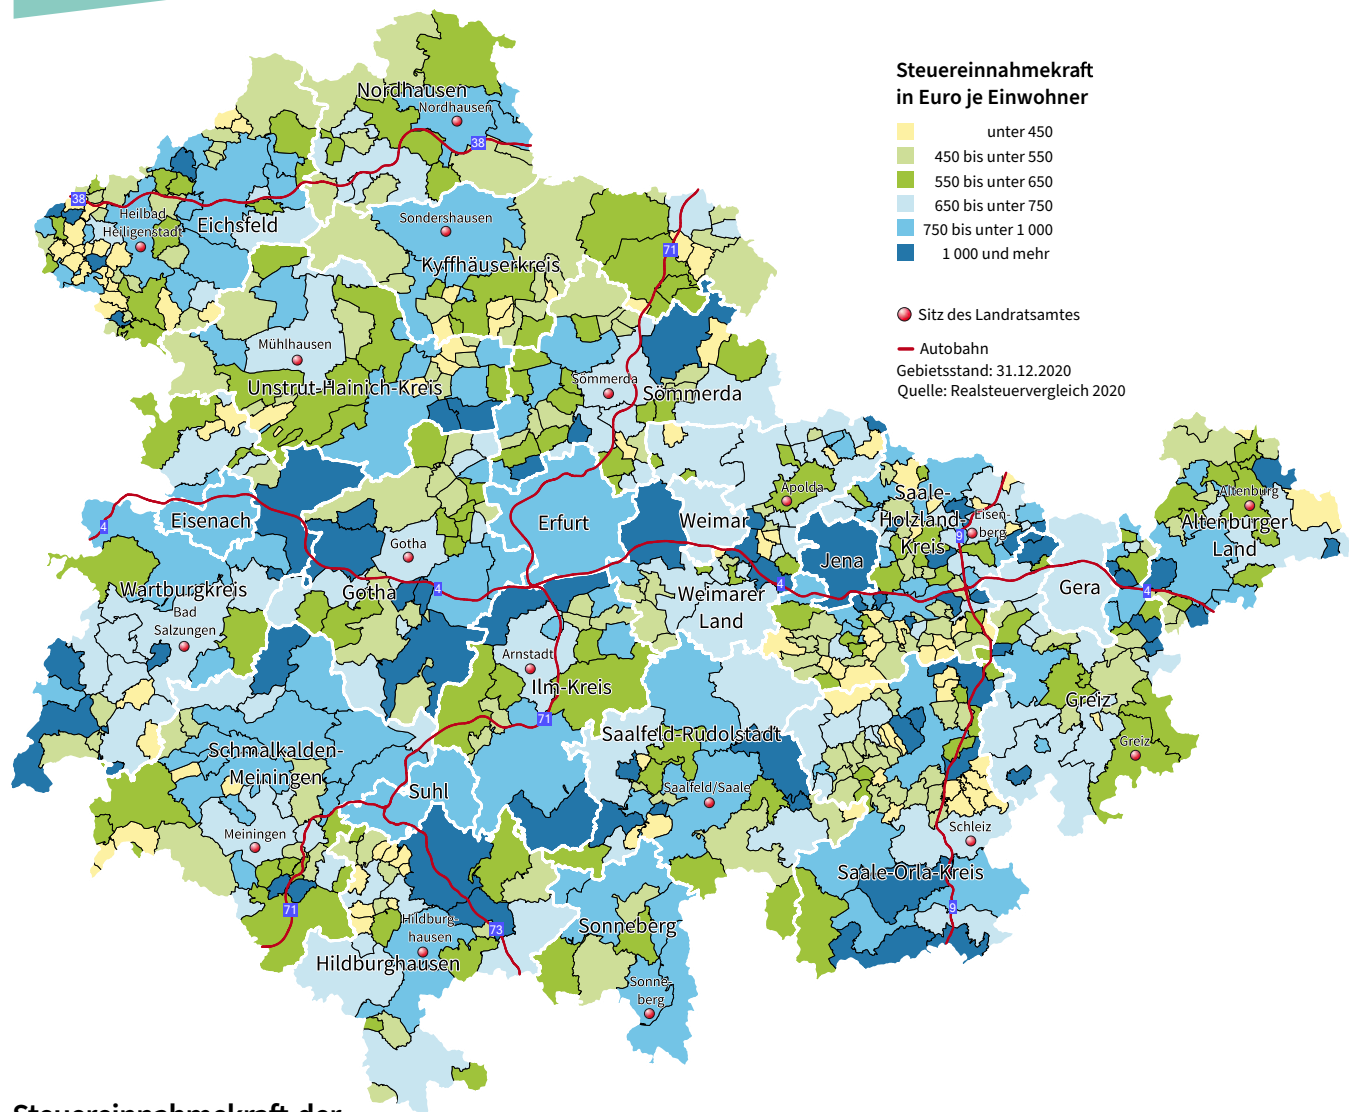 Steuereinnahmekraft
in Euro je Einwohner
unter 450
450 bis unter 550
550 bis unter 650
650 bis unter 750
750 bis unter 1 000
1 000 und mehr
Sitz des Landratsamtes
Autobahn
Gebietsstand: 31.12.2020
Quelle: Realsteuervergleich 2020
Nordhausen
Nordhausen
38
38
Heilbad
Heiligenstadt
Eichsfeld
Sondershausen
Kyffhäuserkreis
71
Mühlhausen
Unstrut-Hainich-Kreis
Sömmerda
Sömmerda
Apolda
Saale-
Holzland-
Kreis
Eisen-
berg
9
Altenburg
Altenburger
Land
4
Eisenach
Erfurt
Weimar
Jena
Gotha
Gotha
4
4
Weimarer
Land
Gera
4
Wartburgkreis
Bad
Salzungen
Arnstadt
Ilm-Kreis
71
Greiz
Greiz
Saalfeld-Rudolstadt
Saalfeld/Saale
Schmalkalden-
Meiningen
Suhl
Meiningen
Schleiz
Saale-Orla-Kreis
9
71
Hildburg-
hausen
73
Hildburghausen
Sonneberg
Sonne-
berg
Steuereinnahmekraft der